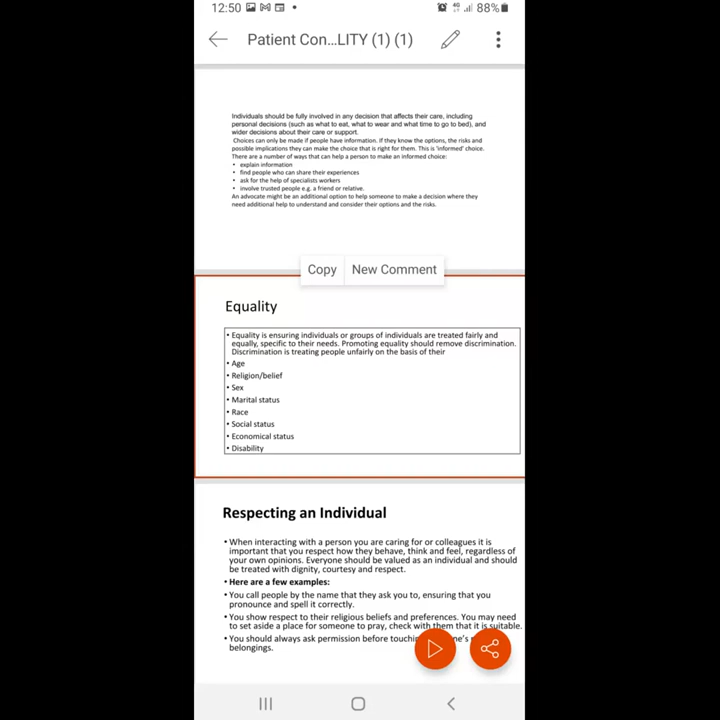 12:50
88%
Patient Con...LITY (1) (1)
Individuals should be fully involved in any decision that affects their care, including
personal decisions (such as what to eat, what to wear and what time to go to bed), and
wider decisions about their care or support.
Choices can only be made if people have information. If they know the options, the risks and
possible implications they can make the choice that is right for them. This is 'informed' choice.
There are a number of ways that can help a person to make an informed choice:
• explain information
• find people who can share their experiences
• ask for the help of specialists workers
• involve trusted people e.g. a friend or relative.
An advocate might be an additional option to help someone to make a decision where they
need additional help to understand and consider their options and the risks.
Copy New Comment
Equality
• Equality is ensuring individuals or groups of individuals are treated fairly and
equally, specific to their needs. Promoting equality should remove discrimination.
Discrimination is treating people unfairly on the basis of their
• Age
• Religion/belief
• Sex
• Marital status
• Race
• Social status
• Economical status
• Disability
Respecting an Individual
• When interacting with a person you are caring for or colleagues it is
important that you respect how they behave, think and feel, regardless of
your own opinions. Everyone should be valued as an individual and should
be treated with dignity, courtesy and respect.
• Here are a few examples:
• You call people by the name that they ask you to, ensuring that you
pronounce and spell it correctly.
• You show respect to their religious beliefs and preferences. You may need
to set aside a place for someone to pray, check with them that it is suitable.
• You should always ask permission before
belongings.